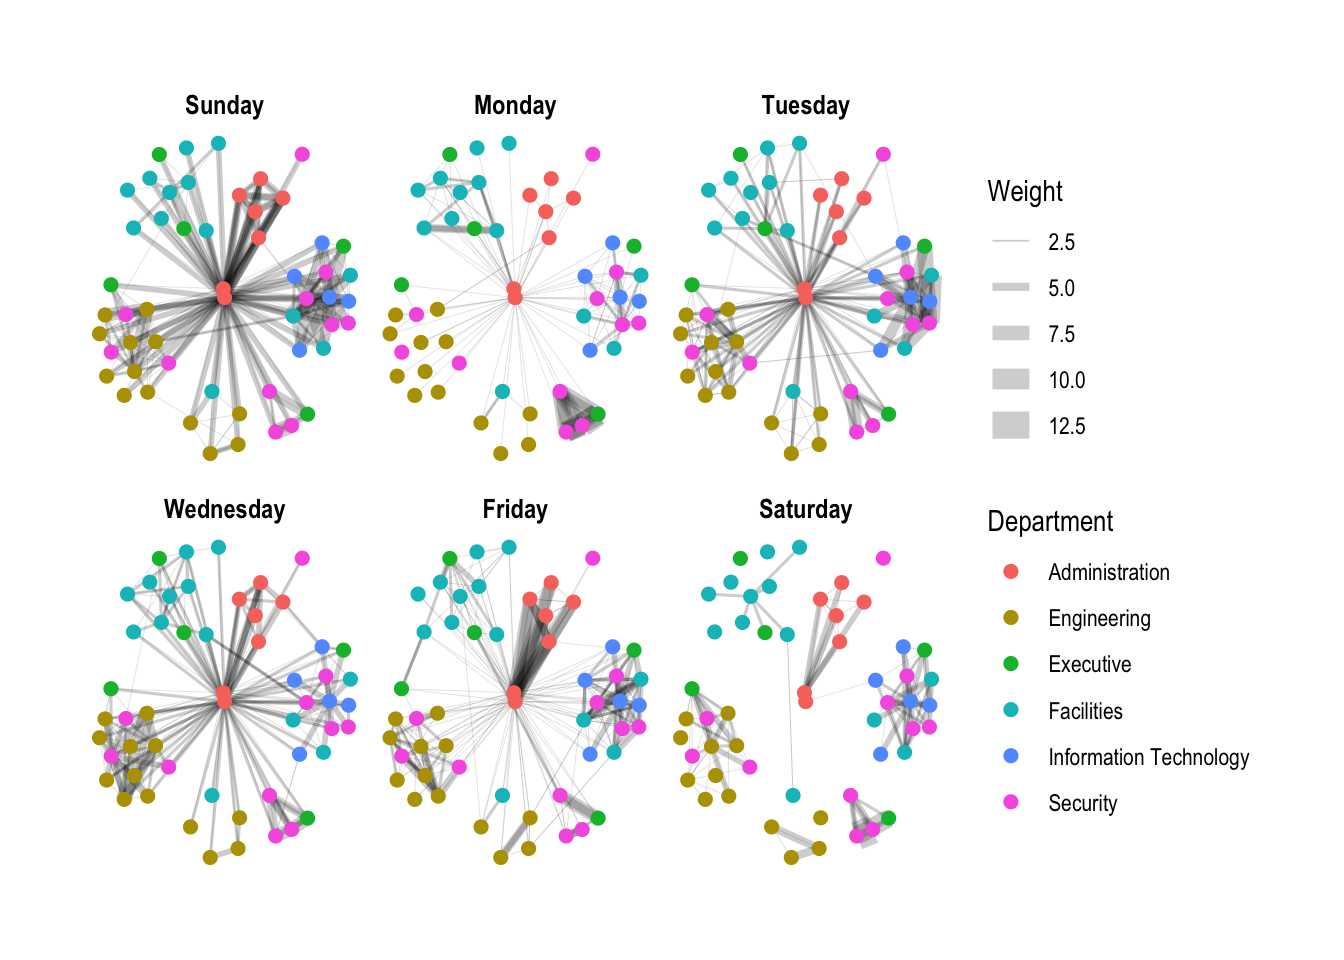 Sunday
Monday
Tuesday
Weight
2.5
5.0
7.5
10.0
12.5
Wednesday
Friday
Saturday
Department
Administration
Engineering
Executive
Facilities
Information Technology
Security